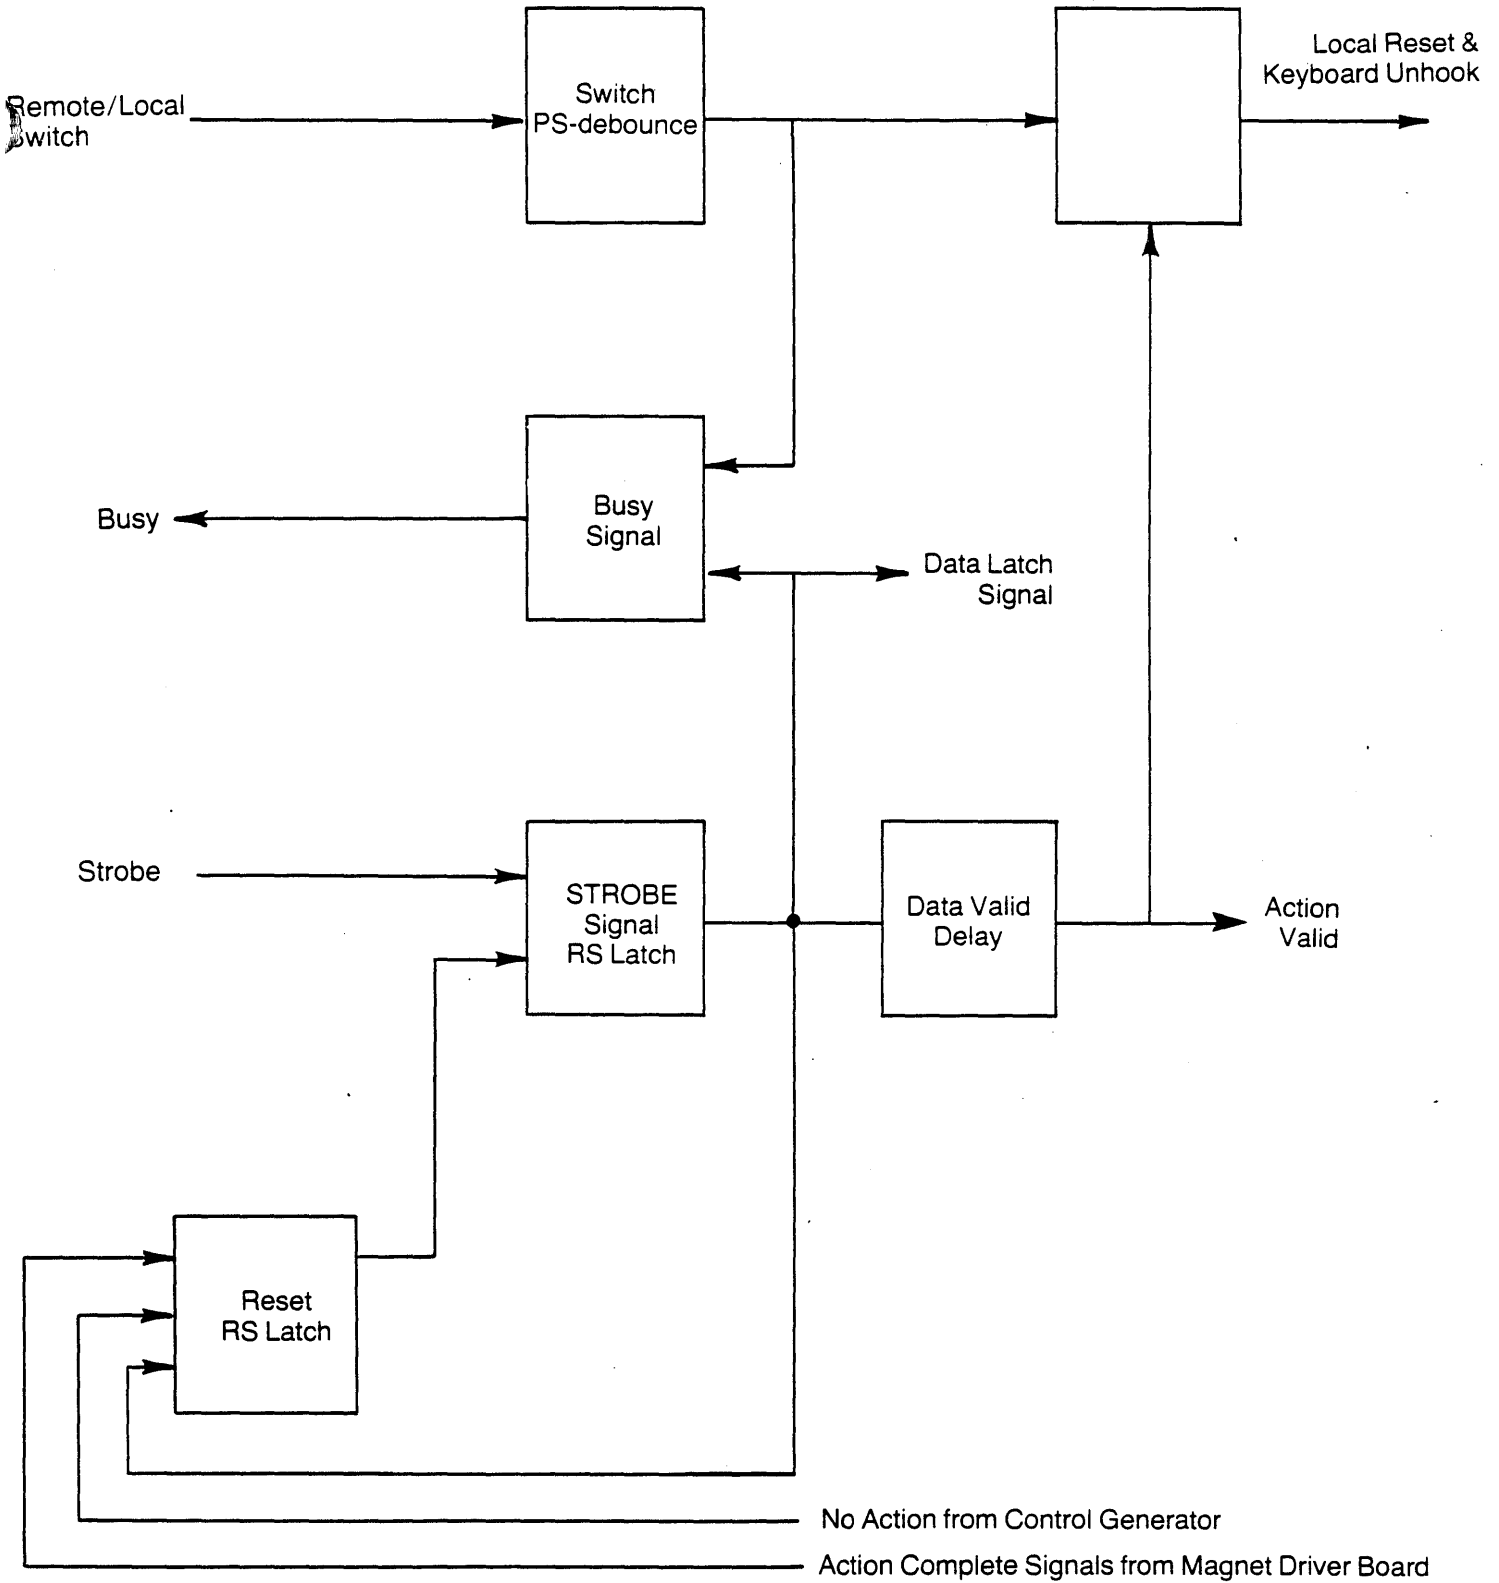 Local Reset &
Keyboard Unhook
Remote/Local
Switch
Switch
PS-debounce
Busy
Busy
Signal
Data Latch
Signal
Strobe
STROBE
Signal
RS Latch
Data Valid
Delay
Action
Valid
Reset
RS Latch
No Action from Control Generator
Action Complete Signals from Magnet Driver Board